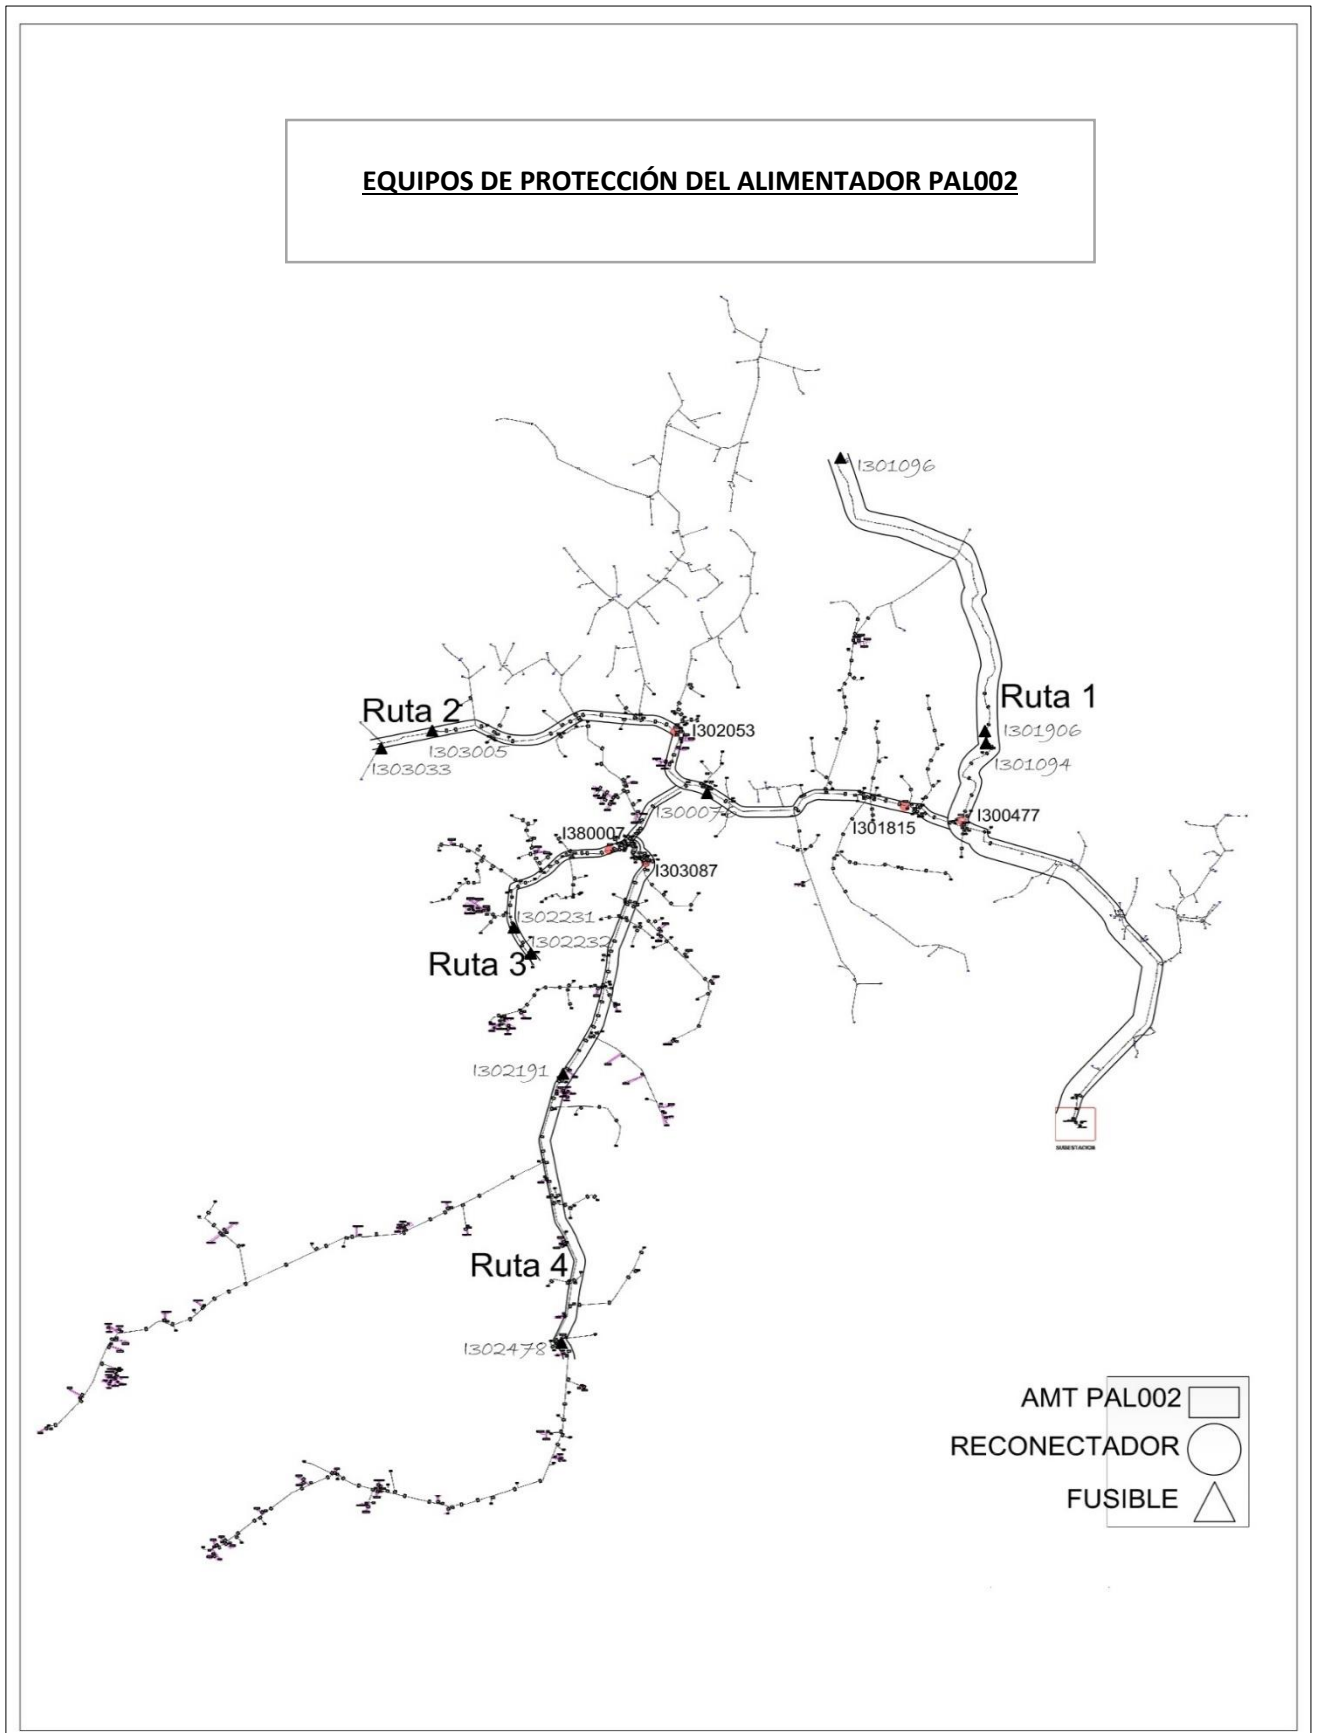 EQUIPOS DE PROTECCIÓN DEL ALIMENTADOR PAL002
I301096
Ruta 1
Ruta 2
I302053
I301906
I303005
I301094
I303033
I301815
I300477
I380007
I303087
I302231
I302232
Ruta 3
I302191
SUBESTACION
Ruta 4
I302478
AMT PAL002
RECONECTADOR
FUSIBLE